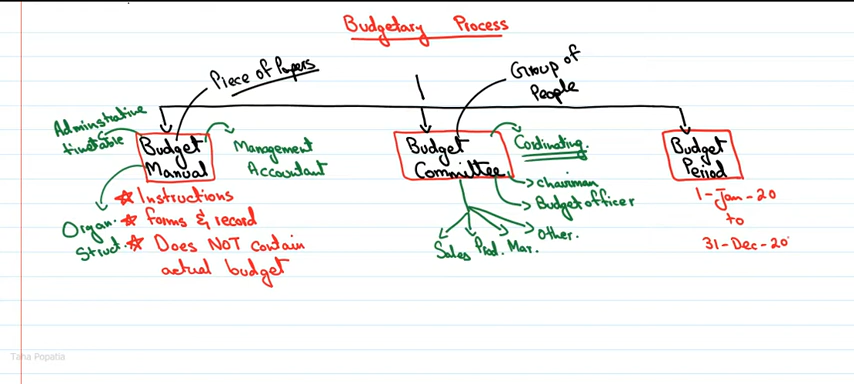 Budgetary Process
Piece of Papers
Group of
People
Adminstrative
timetable
Budget
Manual
Management
Accountant
Organ.
Struct.
Instructions
forms & record
Does NOT contain
actual budget
Budget
Committee
Cordinating.
chairman
Budget officer
Sales Prod. Mar. Other.
Budget
Period
1-Jan-20
to
31-Dec-20
Taha Popatia